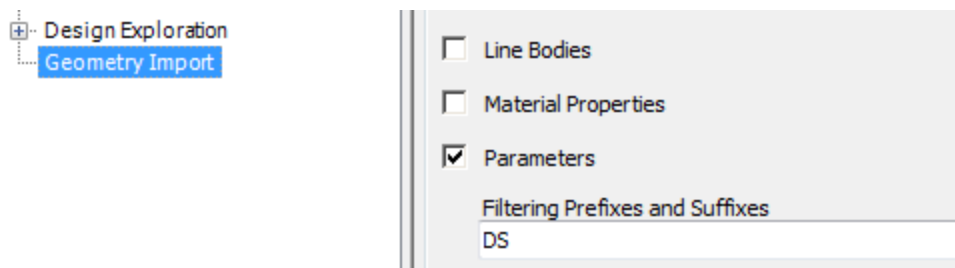 Design Exploration
Geometry Import
Line Bodies
Material Properties
Parameters
Filtering Prefixes and Suffixes
DS